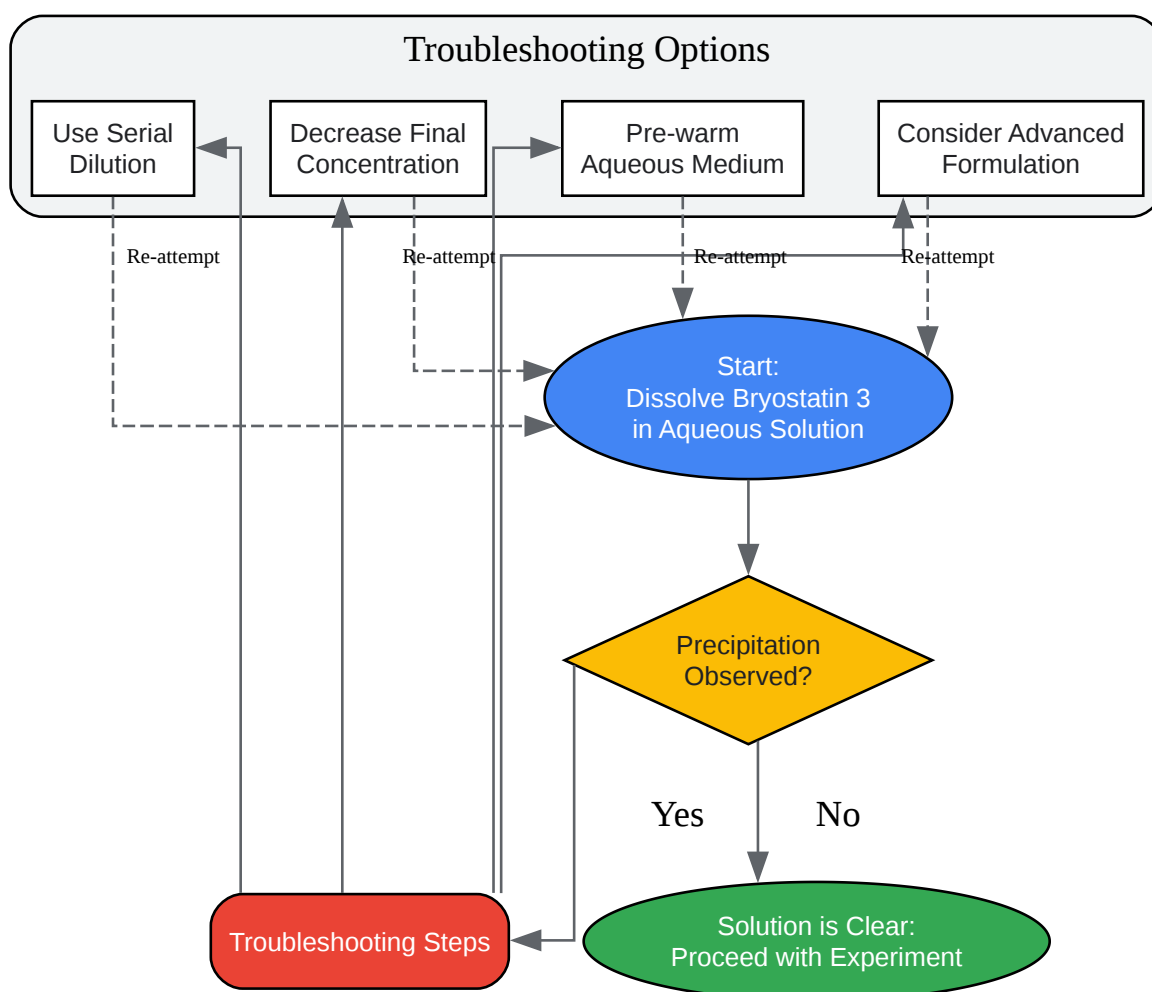 Troubleshooting Options
Use Serial
Dilution
Decrease Final
Concentration
Pre-warm
Aqueous Medium
Consider Advanced
Formulation
Re-attempt
Re-attempt
Re-attempt
Re-attempt
Start:
Dissolve Bryostatin 3
in Aqueous Solution
Precipitation
Observed?
Yes
No
Troubleshooting Steps
Solution is Clear:
Proceed with Experiment